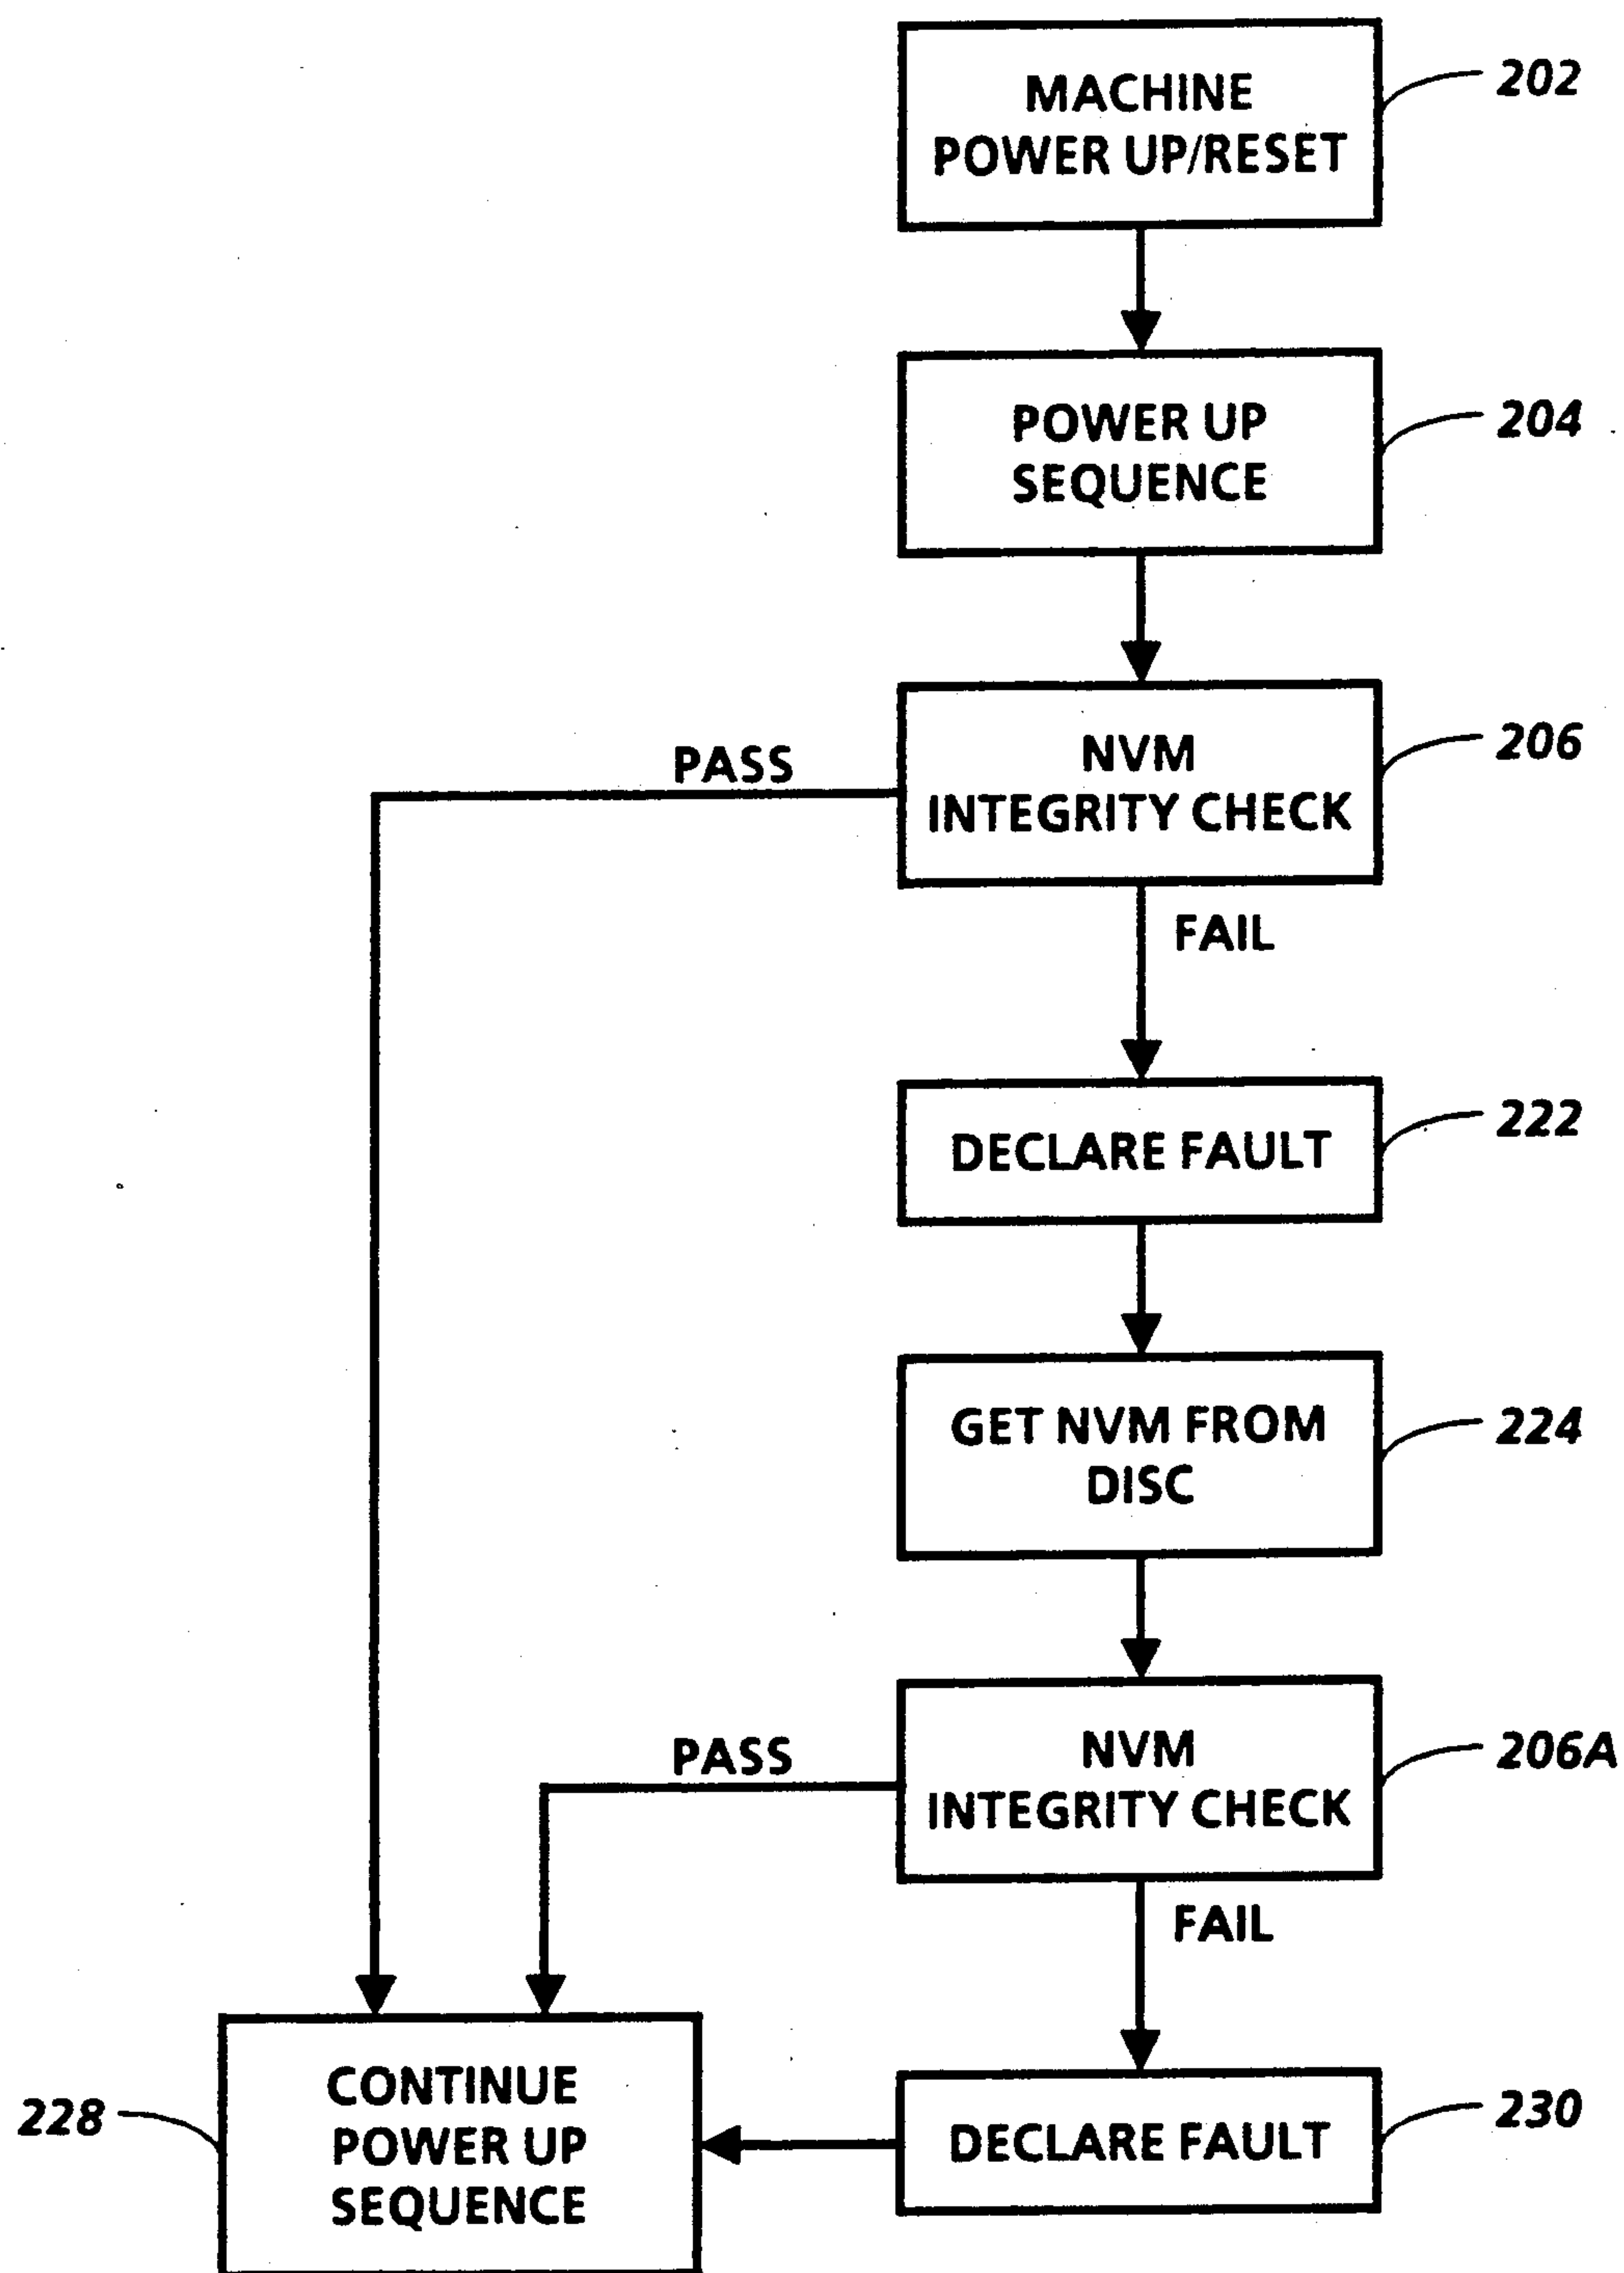 MACHINE
POWER UP/RESET
202
POWER UP
SEQUENCE
204
NVM
INTEGRITY CHECK
206
PASS
FAIL
DECLARE FAULT
222
GET NVM FROM
DISC
224
NVM
INTEGRITY CHECK
206A
PASS
FAIL
CONTINUE
POWER UP
SEQUENCE
228
DECLARE FAULT
230